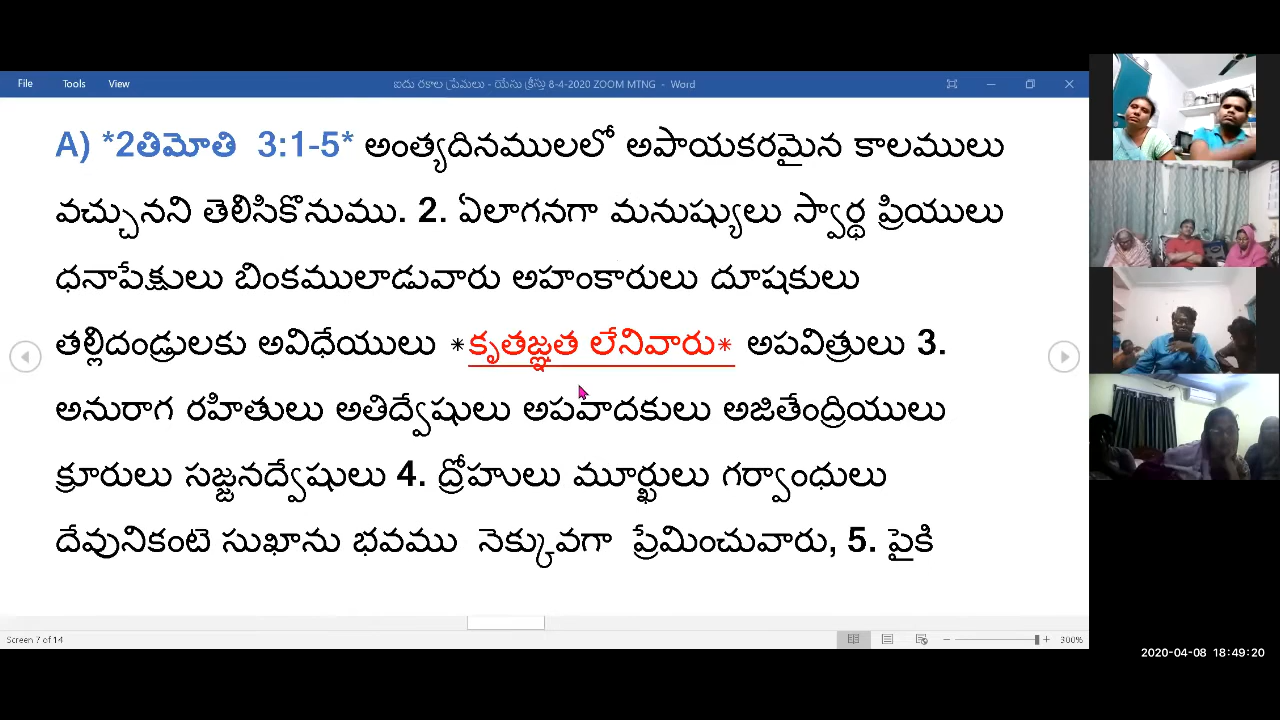 File Tools View ఐదు రకాల ప్రేమలు - యేసు క్రీస్తు 8-4-2020 ZOOM MTNG - Word
A) *2తిమోతి 3:1-5* అంత్యదినములలో అపాయకరమైన కాలములు
వచ్చునని తెలిసికొనుము. 2. ఏలాగనగా మనుష్యులు స్వార్థ ప్రియులు
ధనాపేక్షులు బింకములాడువారు అహంకారులు దూషకులు
తల్లిదండ్రులకు అవిధేయులు *కృతజ్ఞత లేనివారు* అపవిత్రులు 3.
అనురాగ రహితులు అతిద్వేషులు అపవాదకులు అజితేంద్రియులు
క్రూరులు సజ్జనద్వేషులు 4. ద్రోహులు మూర్ఖులు గర్వాంధులు
దేవునికంటె సుఖాను భవము నెక్కువగా ప్రేమించువారు, 5. పైకి
Screen 7 of 14 300%
2020-04-08 18:49:20